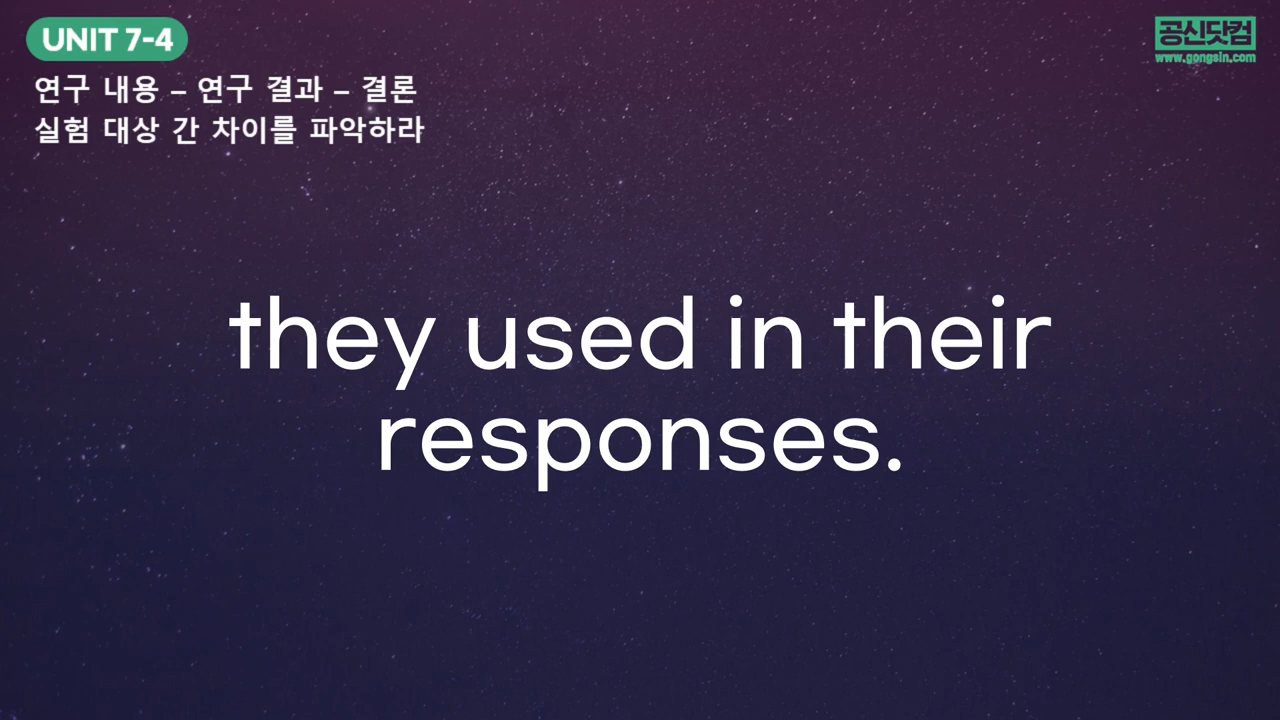 UNIT 7-4
공신닷컴
www.gongsin.com
연구 내용 – 연구 결과 – 결론
실험 대상 간 차이를 파악하라
they used in their
responses.